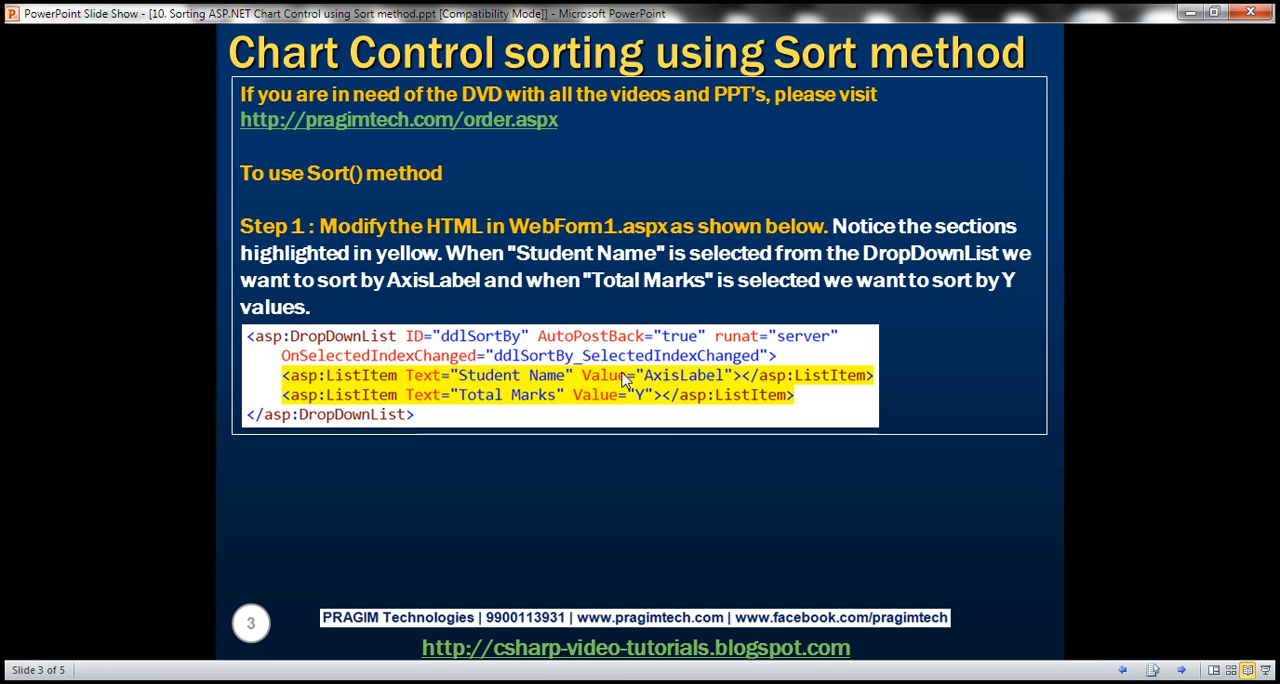 PowerPoint Slide Show - [10. Sorting ASP.NET Chart Control using Sort method.ppt [Compatibility Mode]] - Microsoft PowerPoint
Chart Control sorting using Sort method
If you are in need of the DVD with all the videos and PPT's, please visit
http://pragimtech.com/order.aspx
To use Sort() method
Step 1 : Modify the HTML in WebForm1.aspx as shown below. Notice the sections
highlighted in yellow. When "Student Name" is selected from the DropDownList we
want to sort by AxisLabel and when "Total Marks" is selected we want to sort by Y
values.
<asp:DropDownList ID="ddlSortBy" AutoPostBack="true" runat="server"
OnSelectedIndexChanged="ddlSortBy_SelectedIndexChanged">
<asp:ListItem Text="Student Name" Value="AxisLabel"></asp:ListItem>
<asp:ListItem Text="Total Marks" Value="Y"></asp:ListItem>
</asp:DropDownList>
3
PRAGIM Technologies | 9900113931 | www.pragimtech.com | www.facebook.com/pragimtech
http://csharp-video-tutorials.blogspot.com
Slide 3 of 5